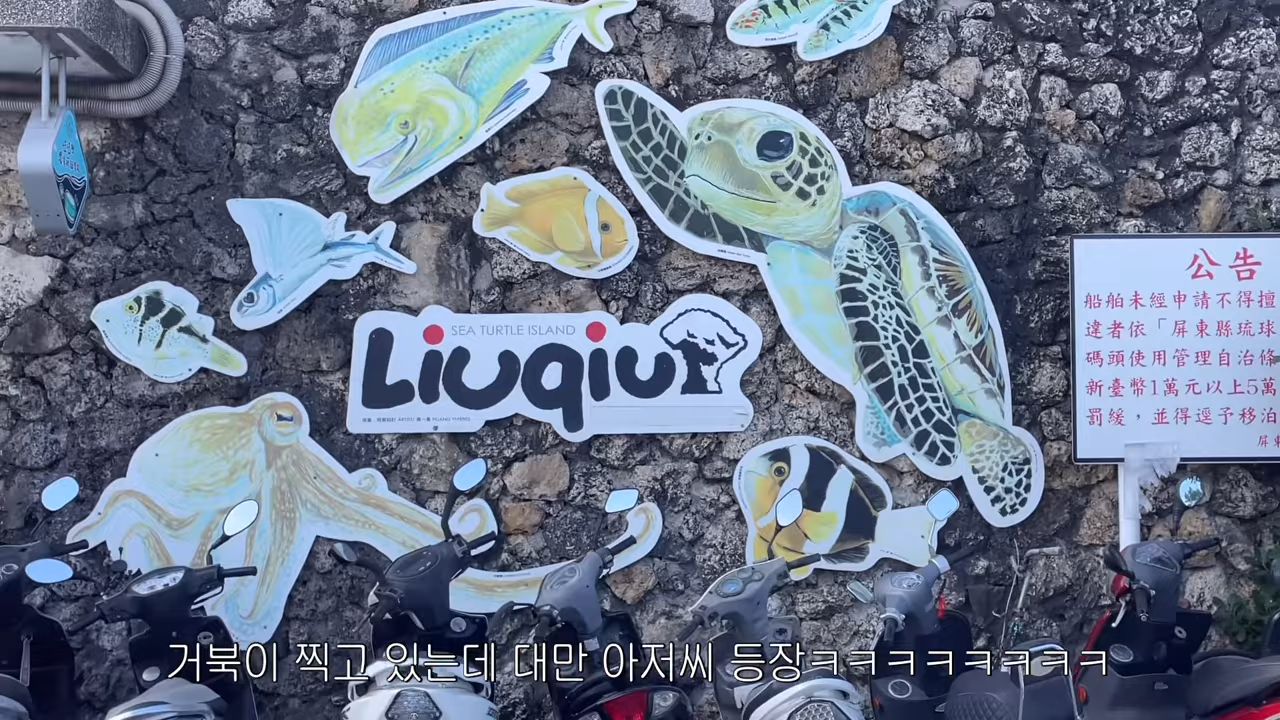 SEA TURTLE ISLAND
Liuqiu
公告
船舶未經申請不得擅
違者依「屏東縣琉球
碼頭使用管理自治條
新臺幣1萬元以上5萬
罰緩 並得逕予移泊
屏東
거북이 찍고 있는데 대만 아저씨 등장ㅋㅋㅋㅋㅋㅋㅋㅋ